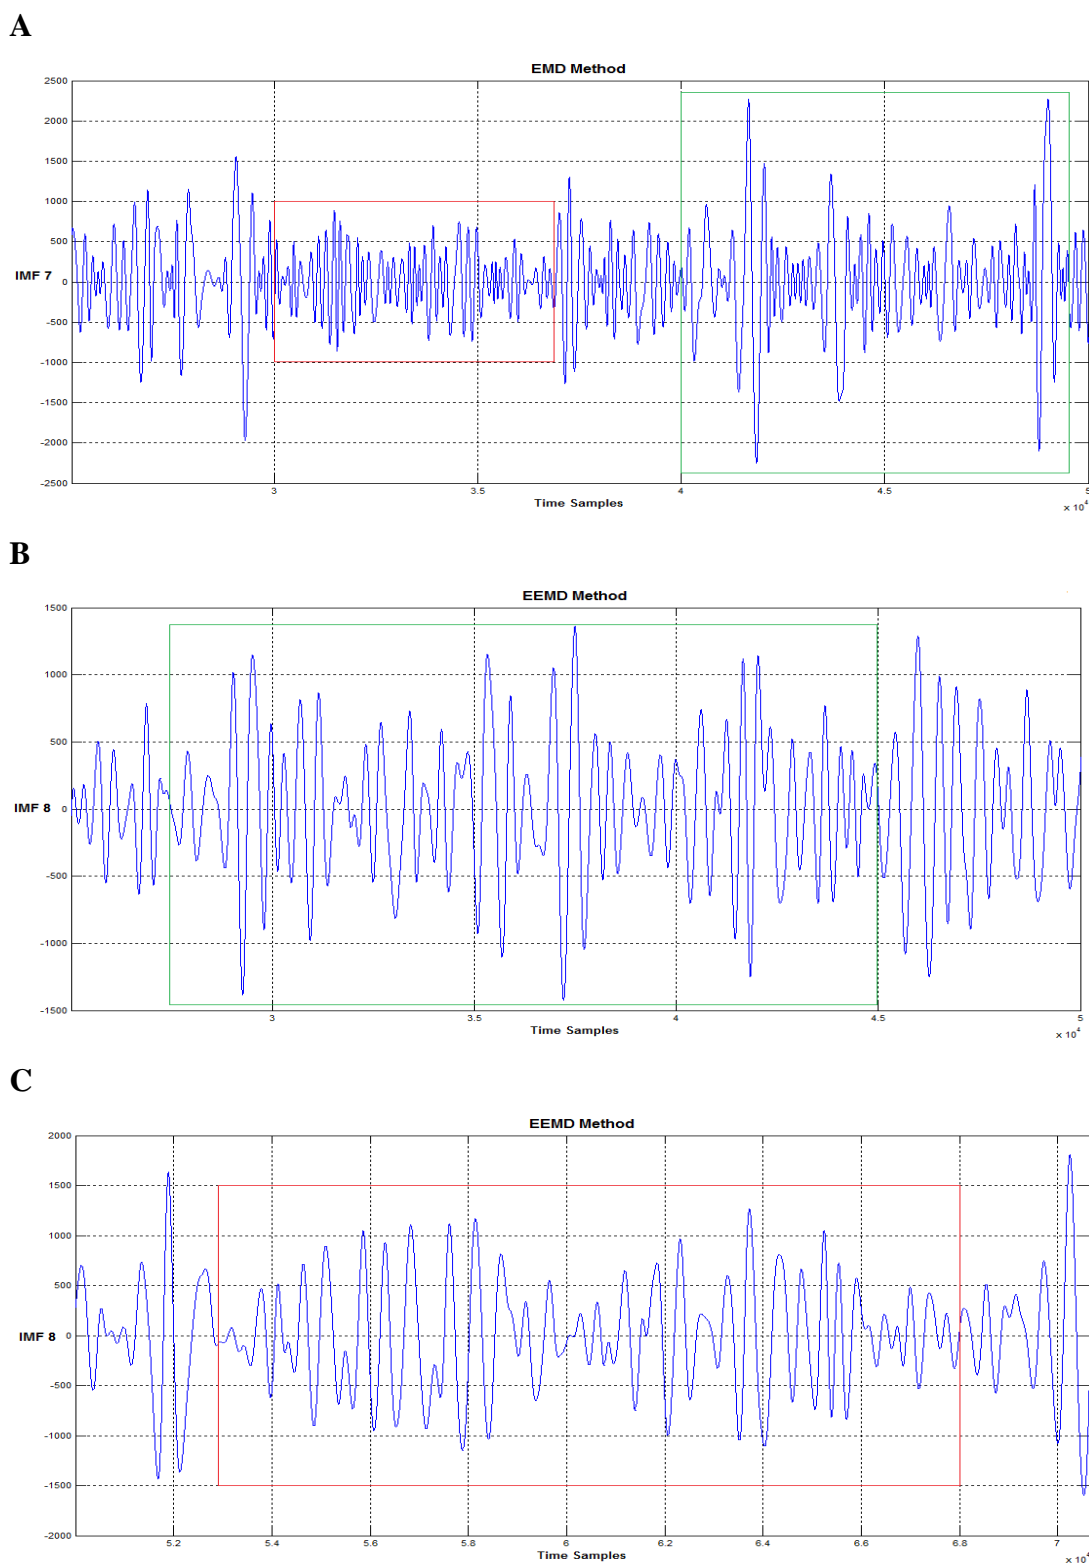 A
EMD Method
2500
2000
1500
1000
500
IMF 7
0
-500
-1000
-1500
-2000
-2500
3 3.5 4 4.5 5
Time Samples
× 10⁴
B
EEMD Method
1500
1000
500
IMF 8 0
-500
-1000
-1500
3 3.5 4 4.5 5
Time Samples
× 10⁴
C
EEMD Method
2000
1500
1000
500
IMF 8 0
-500
-1000
-1500
-2000
5.2 5.4 5.6 5.8 6 6.2 6.4 6.6 6.8 7
Time Samples
× 10⁴